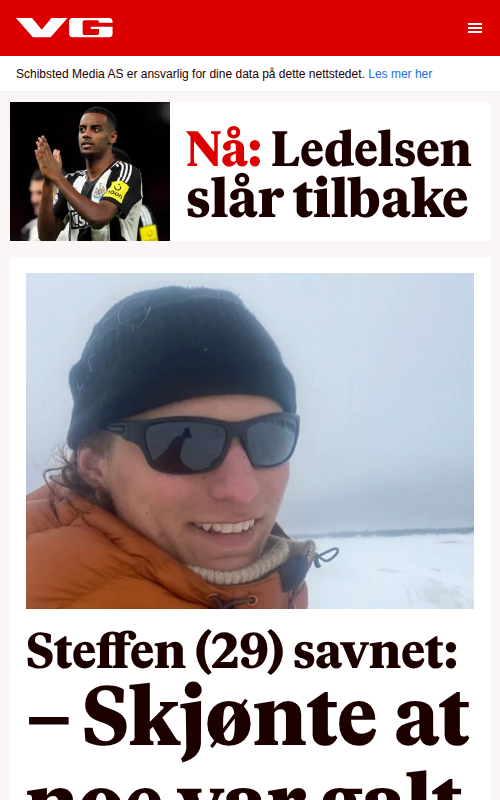 VG
Schibsted Media AS er ansvarlig for dine data på dette nettstedet. Les mer her
Nå: Ledelsen
slår tilbake
Steffen (29) savnet:
– Skjønte at
noe var galt